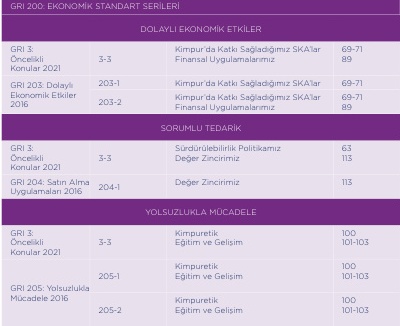 GRI 200: EKONOMİK STANDART SERİLERİ
DOLAYLI EKONOMİK ETKİLER
GRI 3:
Öncelikli
Konular 2021
3-3
Kimpur'da Katkı Sağladığımız SKA'lar
Finansal Uygulamalarımız
69-71
89
GRI 203: Dolaylı
Ekonomik Etkiler
2016
203-1
Kimpur'da Katkı Sağladığımız SKA'lar
69-71
203-2
Kimpur'da Katkı Sağladığımız SKA'lar
Finansal Uygulamalarımız
69-71
89
SORUMLU TEDARİK
GRI 3:
Öncelikli
Konular 2021
3-3
Sürdürülebilirlik Politikamız
Değer Zincirimiz
63
113
GRI 204: Satın Alma
Uygulamaları 2016
204-1
Değer Zincirimiz
113
YOLSUZLUKLA MÜCADELE
GRI 3:
Öncelikli
Konular 2021
3-3
Kimpuretik
Eğitim ve Gelişim
100
101-103
GRI 205: Yolsuzlukla
Mücadele 2016
205-1
Kimpuretik
Eğitim ve Gelişim
100
101-103
205-2
Kimpuretik
Eğitim ve Gelişim
100
101-103